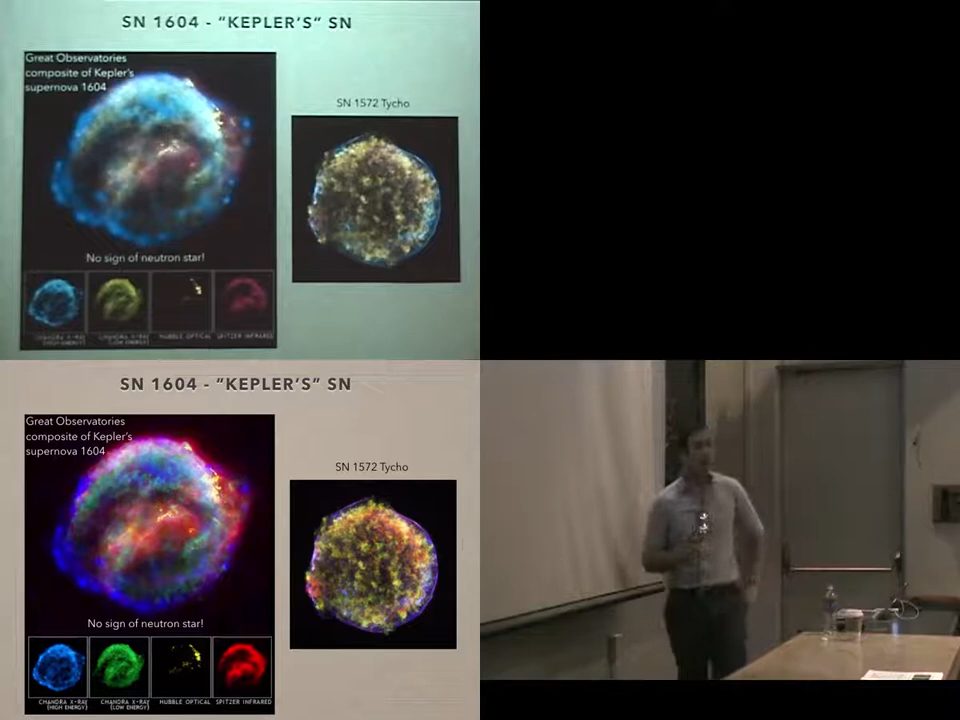 SN 1604 - "KEPLER'S" SN
Great Observatories
composite of Kepler's
supernova 1604
SN 1572 Tycho
No sign of neutron star!
CHANDRA X-RAY
(HIGH ENERGY)
CHANDRA X-RAY
(LOW ENERGY)
HUBBLE OPTICAL
SPITZER INFRARED
SN 1604 - "KEPLER'S" SN
Great Observatories
composite of Kepler's
supernova 1604
SN 1572 Tycho
No sign of neutron star!
CHANDRA X-RAY
(HIGH ENERGY)
CHANDRA X-RAY
(LOW ENERGY)
HUBBLE OPTICAL
SPITZER INFRARED